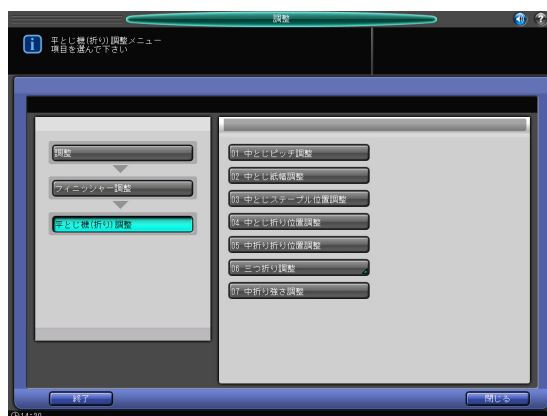 調整
平とじ機(折り)調整メニュー
項目を選んで下さい
調整
フィニッシャー調整
平とじ機(折り)調整
01 中とじピッチ調整
02 中とじ紙幅調整
03 中とじステープル位置調整
04 中とじ折り位置調整
05 中折り折り位置調整
06 三つ折り調整
07 中折り強さ調整
終了
閉じる
14:20